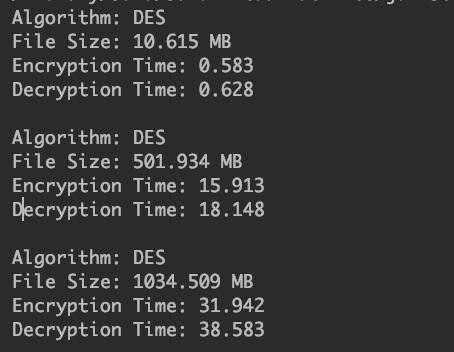 Algorithm: DES
File Size: 10.615 MB
Encryption Time: 0.583
Decryption Time: 0.628
Algorithm: DES
File Size: 501.934 MB
Encryption Time: 15.913
Decryption Time: 18.148
Algorithm: DES
File Size: 1034.509 MB
Encryption Time: 31.942
Decryption Time: 38.583